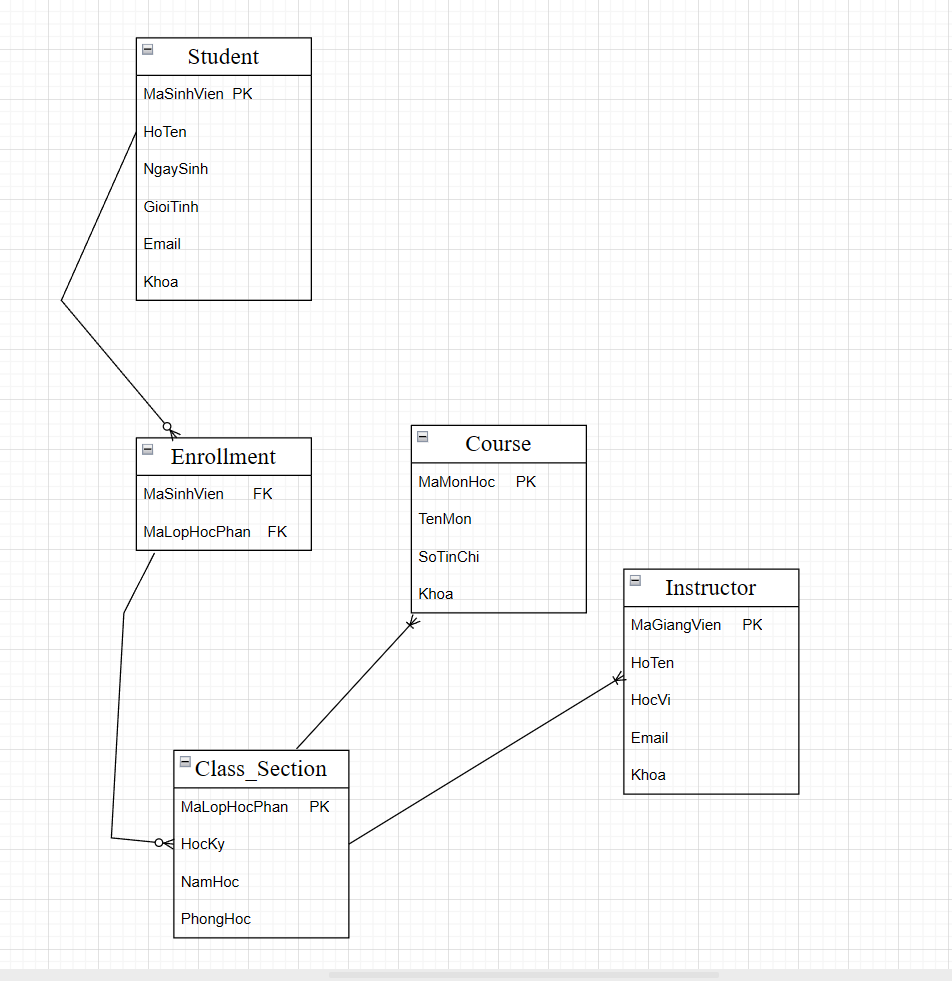 Student
MaSinhVien PK
HoTen
NgaySinh
GioiTinh
Email
Khoa
Enrollment
MaSinhVien FK
MaLopHocPhan FK
Course
MaMonHoc PK
TenMon
SoTinChi
Khoa
Instructor
MaGiangVien PK
HoTen
HocVi
Email
Khoa
Class_Section
MaLopHocPhan PK
HocKy
NamHoc
PhongHoc